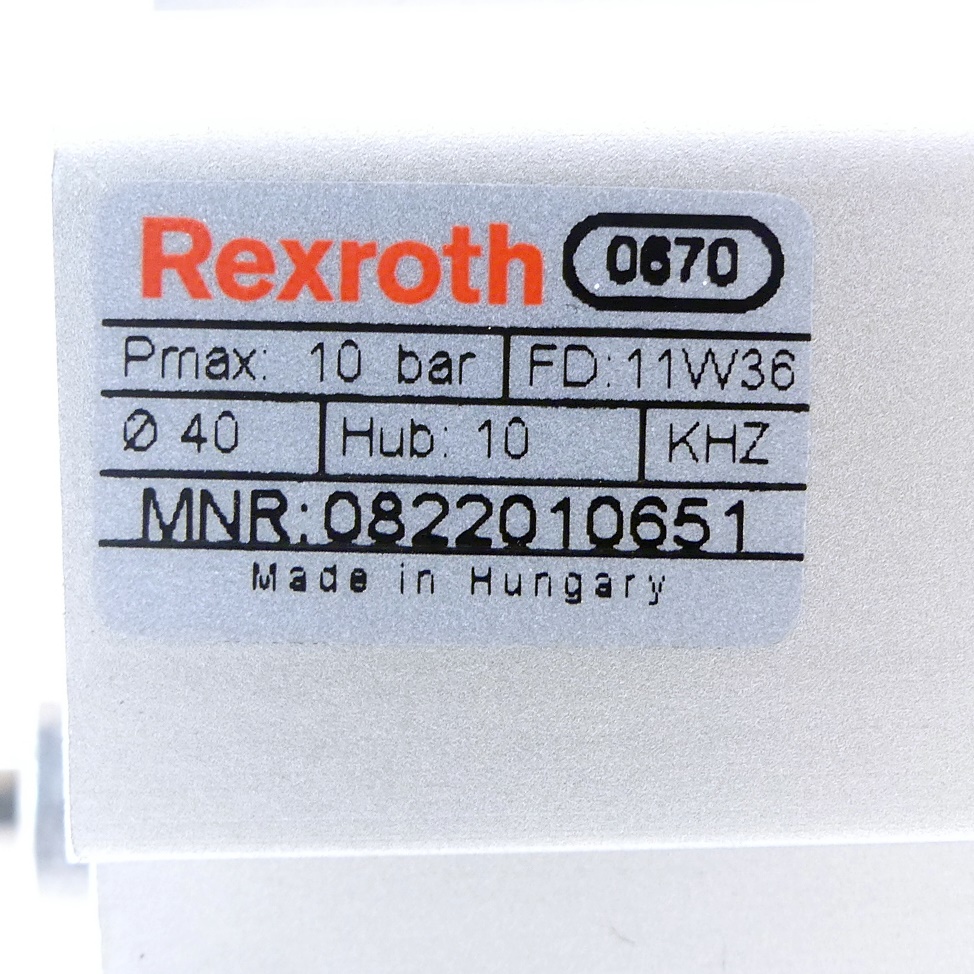 Rexroth 0670
Pmax: 10 bar FD:11W36
Ø 40 Hub: 10 KHZ
MNR:0822010651
Made in Hungary